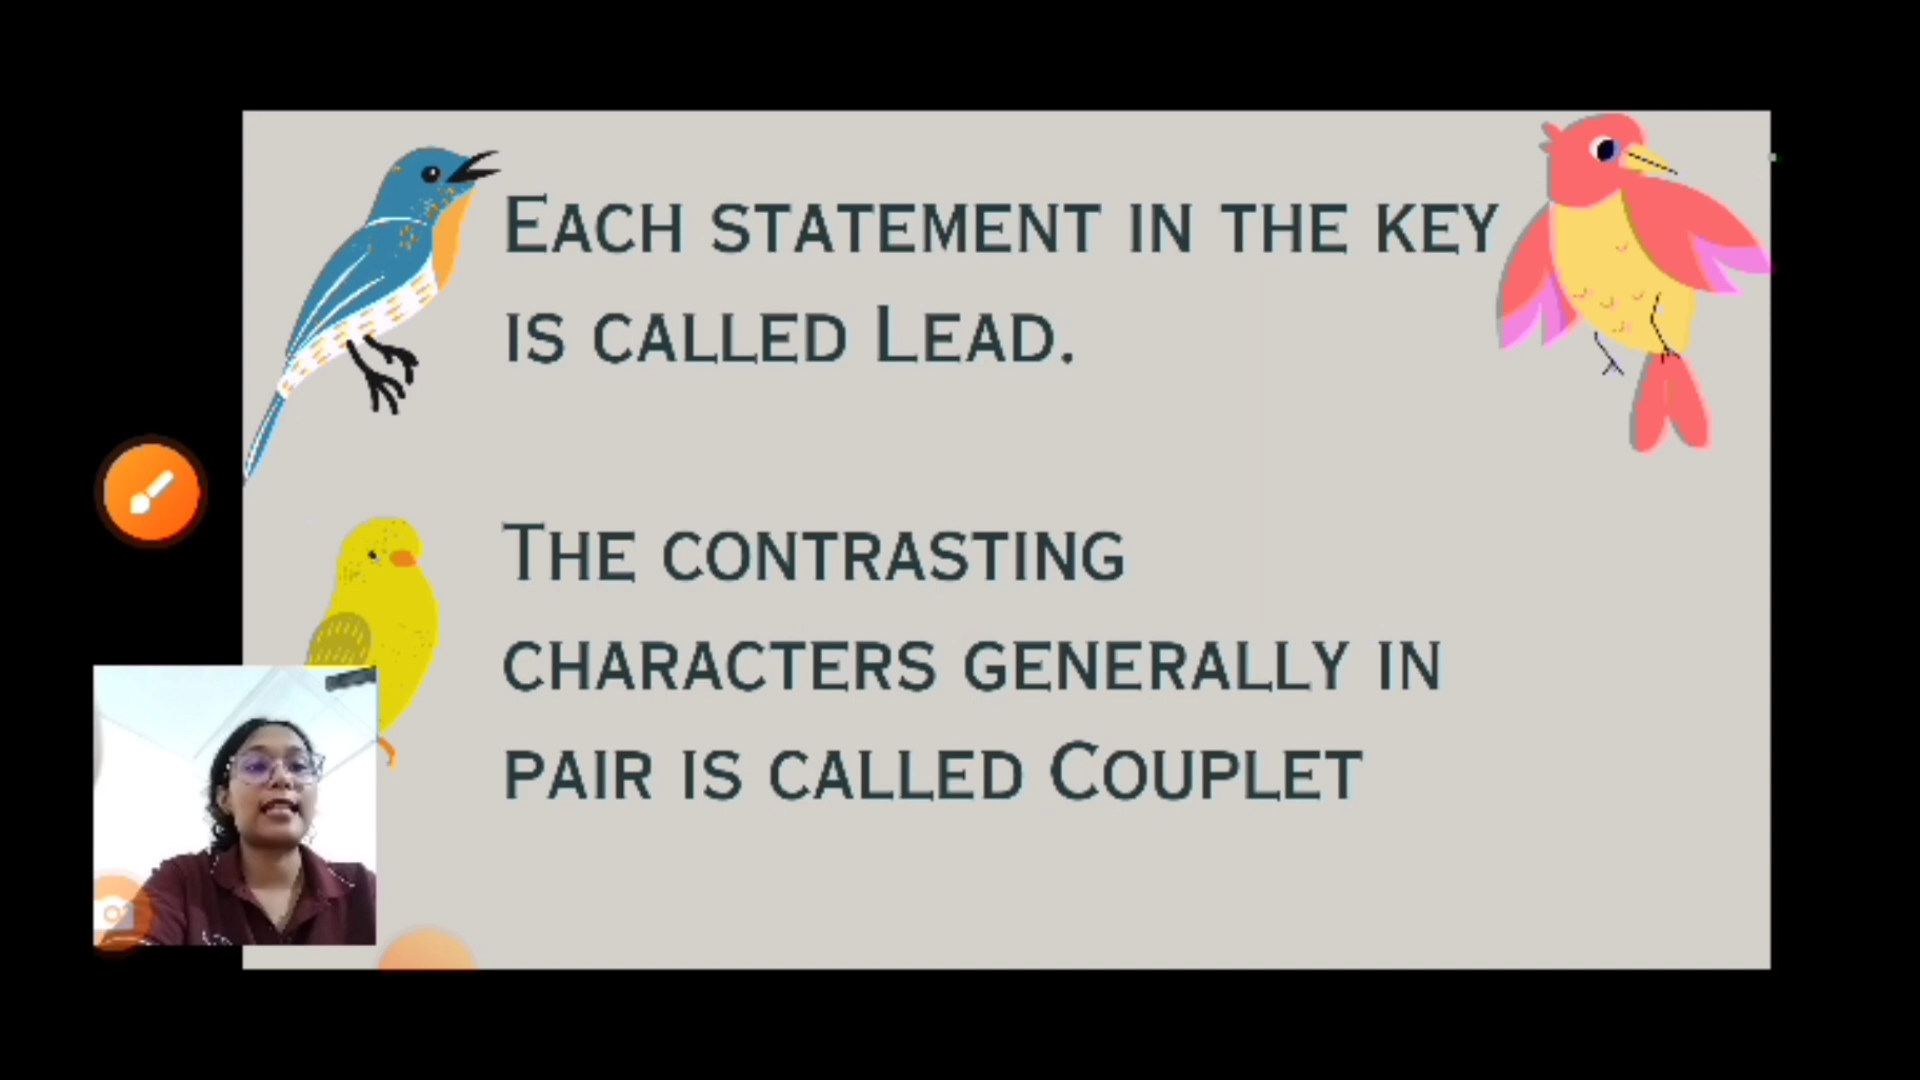 Each statement in the key
is called Lead.
The contrasting
characters generally in
pair is called Couplet